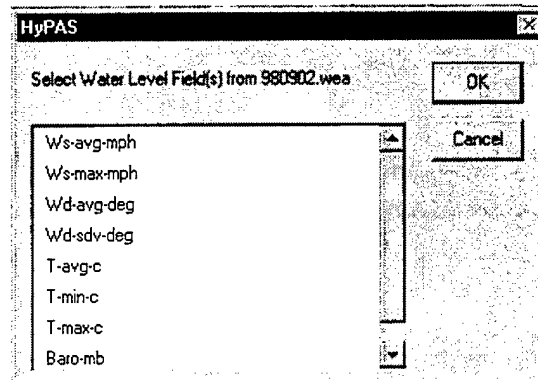 HyPAS
Select Water Level Field(s) from 980902.wea
OK
Cancel
Ws-avg-mph
Ws-max-mph
Wd-avg-deg
Wd-sdv-deg
T-avg-c
T-min-c
T-max-c
Baro-mb